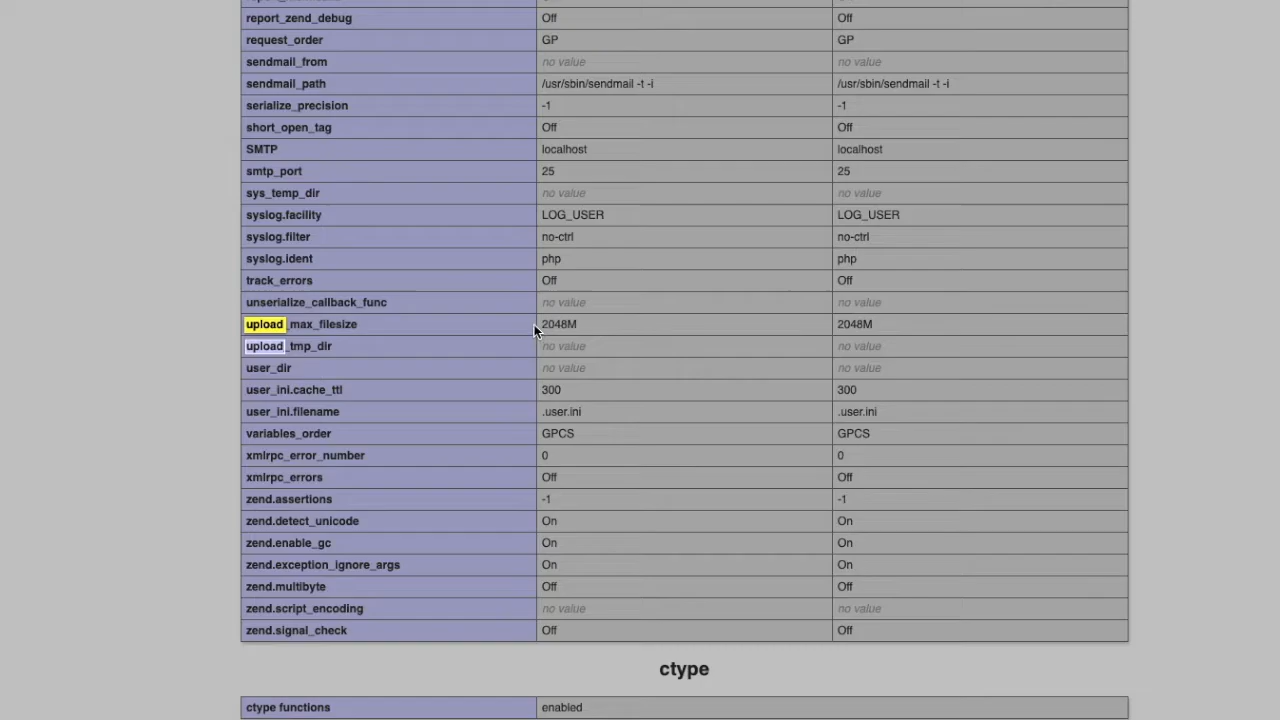 report_zend_debug Off Off
request_order GP GP
sendmail_from no value no value
sendmail_path /usr/sbin/sendmail -t -i /usr/sbin/sendmail -t -i
serialize_precision -1 -1
short_open_tag Off Off
SMTP localhost localhost
smtp_port 25 25
sys_temp_dir no value no value
syslog.facility LOG_USER LOG_USER
syslog.filter no-ctrl no-ctrl
syslog.ident php php
track_errors Off Off
unserialize_callback_func no value no value
upload_max_filesize 2048M 2048M
upload_tmp_dir no value no value
user_dir no value no value
user_ini.cache_ttl 300 300
user_ini.filename .user.ini .user.ini
variables_order GPCS GPCS
xmlrpc_error_number 0 0
xmlrpc_errors Off Off
zend.assertions -1 -1
zend.detect_unicode On On
zend.enable_gc On On
zend.exception_ignore_args On On
zend.multibyte Off Off
zend.script_encoding no value no value
zend.signal_check Off Off
ctype
ctype functions enabled